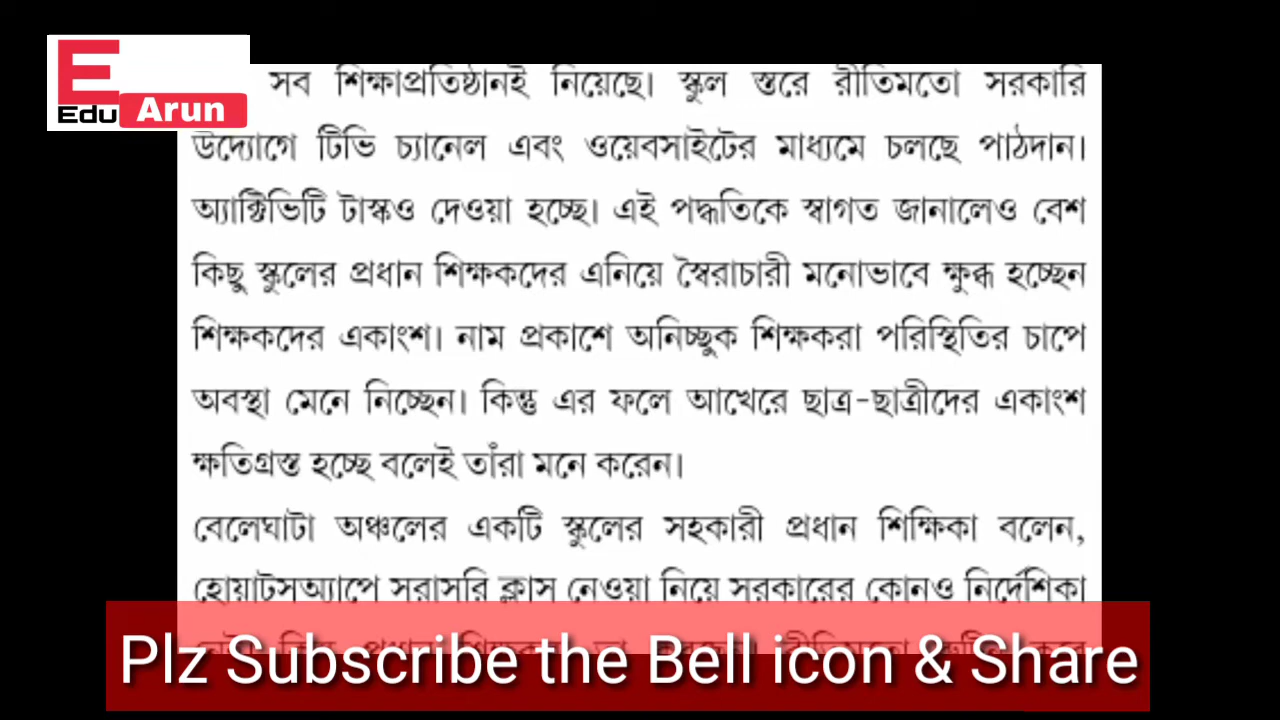 E
Edu Arun
সব শিক্ষাপ্রতিষ্ঠানই নিয়েছে। স্কুল স্তরে রীতিমতো সরকারি
উদ্যোগে টিভি চ্যানেল এবং ওয়েবসাইটের মাধ্যমে চলছে পাঠদান।
অ্যাক্টিভিটি টাস্কও দেওয়া হচ্ছে। এই পদ্ধতিকে স্বাগত জানালেও বেশ
কিছু স্কুলের প্রধান শিক্ষকদের এনিয়ে স্বৈরাচারী মনোভাবে ক্ষুব্ধ হচ্ছেন
শিক্ষকদের একাংশ। নাম প্রকাশে অনিচ্ছুক শিক্ষকরা পরিস্থিতির চাপে
অবস্থা মেনে নিচ্ছেন। কিন্তু এর ফলে আখেরে ছাত্র-ছাত্রীদের একাংশ
ক্ষতিগ্রস্ত হচ্ছে বলেই তাঁরা মনে করেন।
বেলেঘাটা অঞ্চলের একটি স্কুলের সহকারী প্রধান শিক্ষিকা বলেন,
হোয়াটসঅ্যাপে সরাসরি ক্লাস নেওয়া নিয়ে সরকারের কোনও নির্দেশিকা
Plz Subscribe the Bell icon & Share